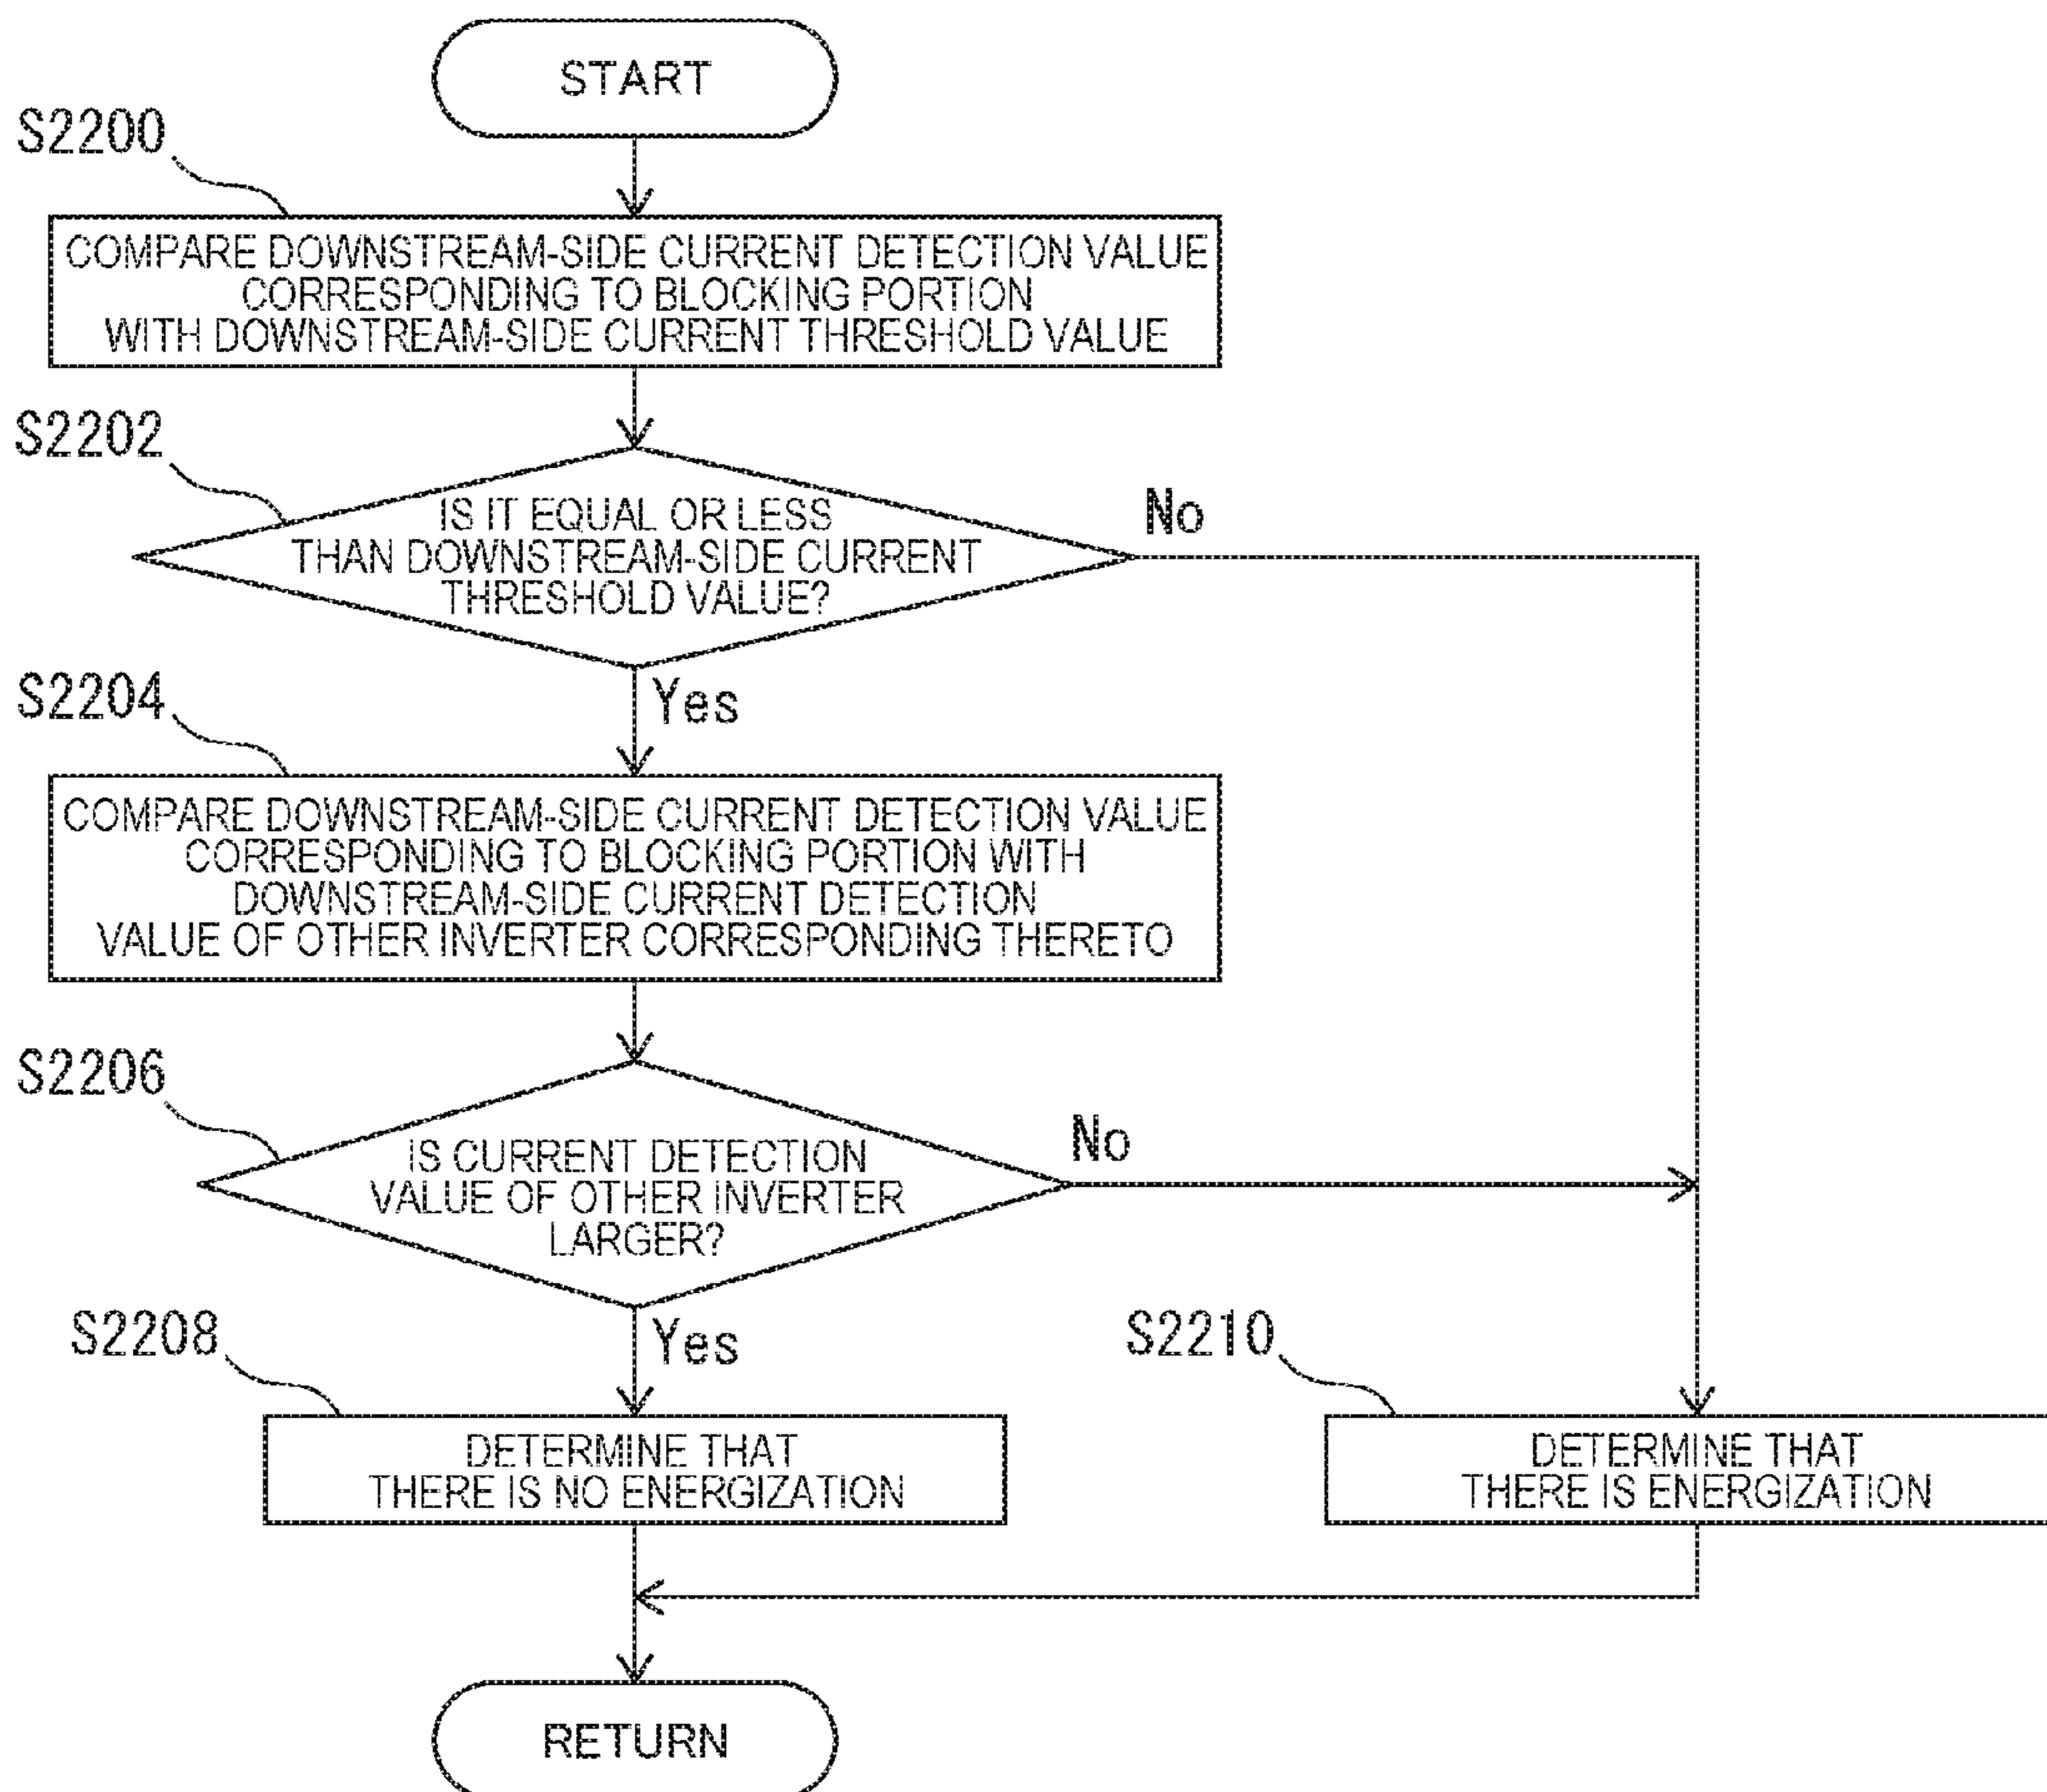 START
S2200
COMPARE DOWNSTREAM-SIDE CURRENT DETECTION VALUE
CORRESPONDING TO BLOCKING PORTION
WITH DOWNSTREAM-SIDE CURRENT THRESHOLD VALUE
S2202
IS IT EQUAL OR LESS
THAN DOWNSTREAM-SIDE CURRENT
THRESHOLD VALUE?
No
Yes
S2204
COMPARE DOWNSTREAM-SIDE CURRENT DETECTION VALUE
CORRESPONDING TO BLOCKING PORTION WITH
DOWNSTREAM-SIDE CURRENT DETECTION
VALUE OF OTHER INVERTER CORRESPONDING THERETO
S2206
IS CURRENT DETECTION
VALUE OF OTHER INVERTER
LARGER?
No
Yes
S2208
DETERMINE THAT
THERE IS NO ENERGIZATION
S2210
DETERMINE THAT
THERE IS ENERGIZATION
RETURN